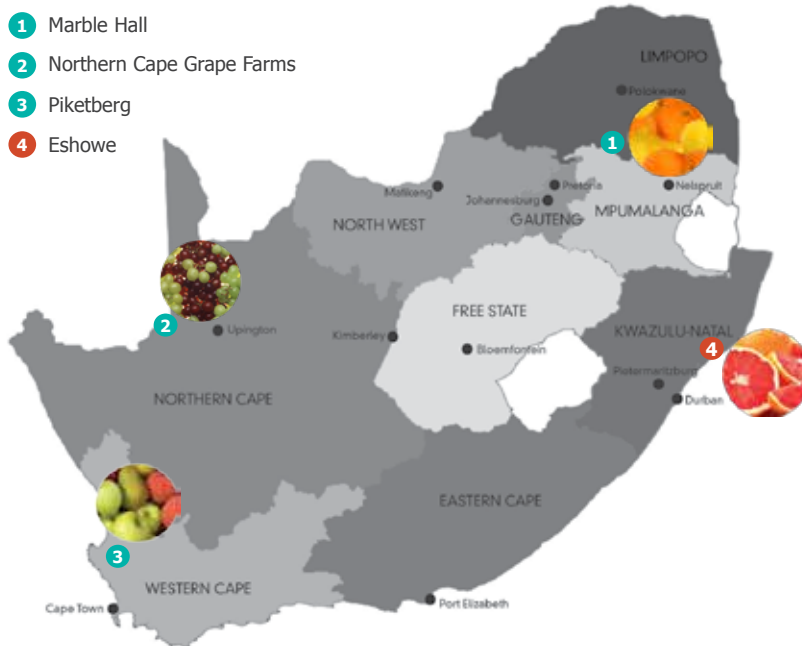 1 Marble Hall
2 Northern Cape Grape Farms
3 Piketberg
4 Eshowe
LIMPOPO
Polokwane
1
Mafikeng
Pretoria
Nelspruit
Johannesburg
NORTH WEST
GAUTENG
MPUMALANGA
FREE STATE
2
Upington
Kimberley
KWAZULU-NATAL
Bloemfontein
4
Pietermaritzburg
NORTHERN CAPE
Durban
EASTERN CAPE
3
WESTERN CAPE
Cape Town
Port Elizabeth